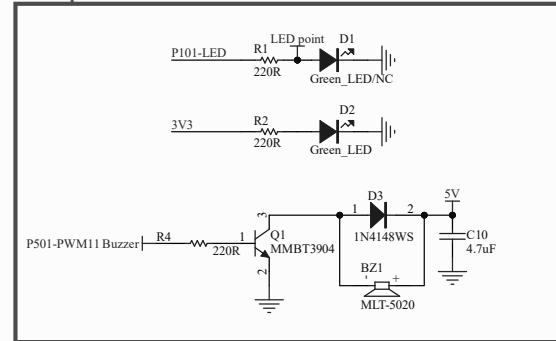 LED point
D1
P101-LED
R1
220R
Green_LED/NC
D2
3V3
R2
220R
Green_LED
D3
5V
3
1
2
1N4148WS
C10
4.7uF
P501-PWM11 Buzzer
R4
220R
1
Q1
MMBT3904
2
BZ1
- +
MLT-5020